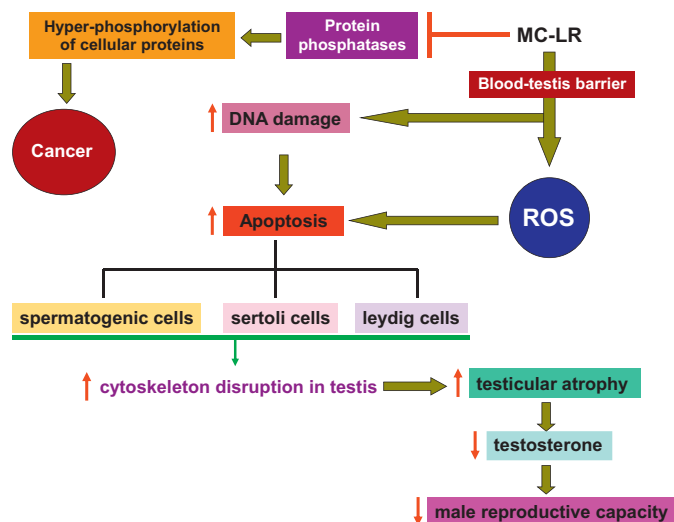 Hyper-phosphorylation
of cellular proteins
Protein
phosphatases
MC-LR
Blood-testis barrier
DNA damage
Cancer
Apoptosis
ROS
spermatogenic cells
sertoli cells
leydig cells
cytoskeleton disruption in testis
testicular atrophy
testosterone
male reproductive capacity